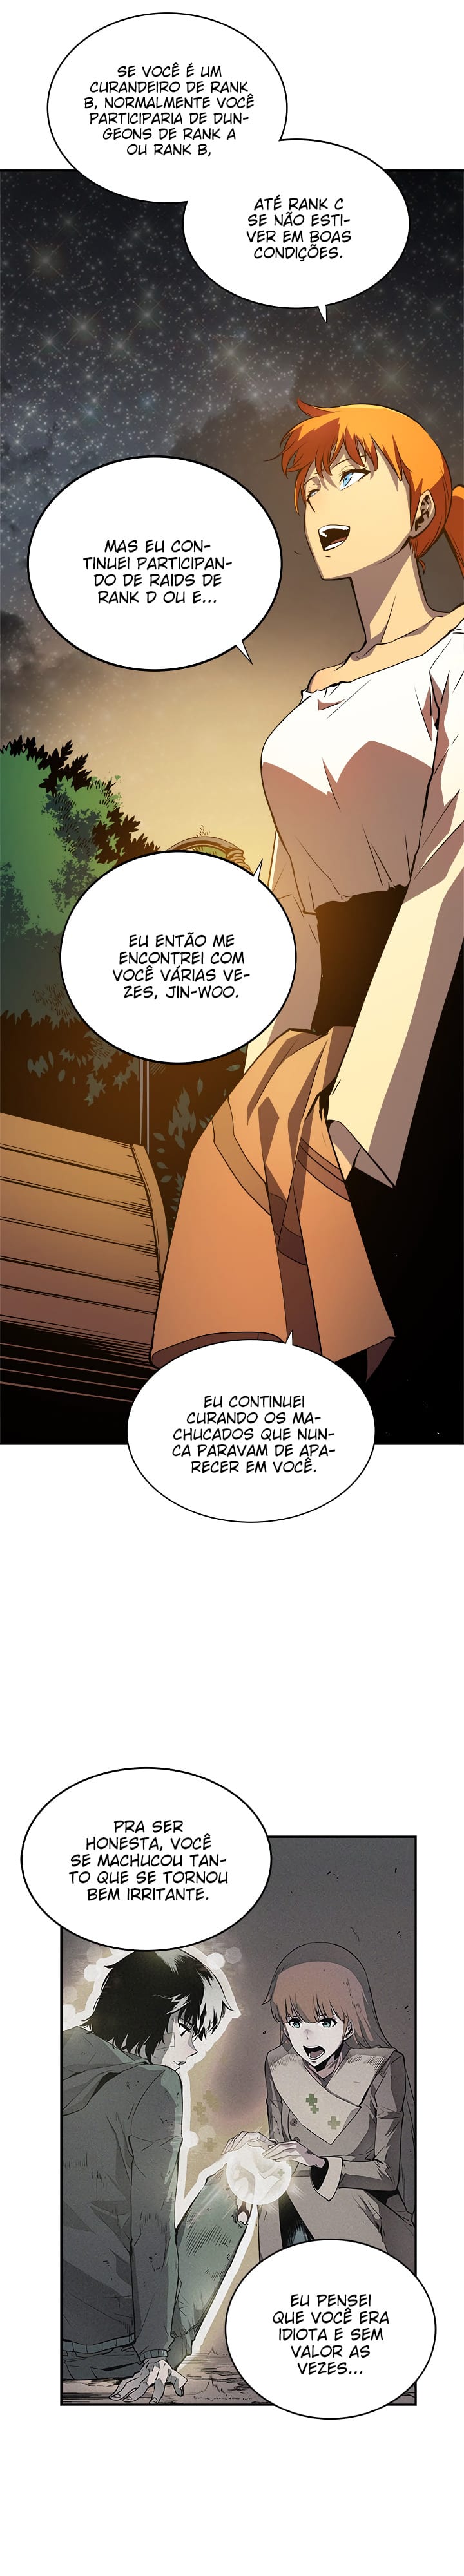 SE VOCÊ É UM
CURANDEIRO DE RANK
B, NORMALMENTE VOCÊ
PARTICIPARIA DE DUN-
GEONS DE RANK A
OU RANK B,
ATÉ RANK C
SE NÃO ESTI-
VER EM BOAS
CONDIÇÕES.
MAS EU CON-
TINUEI PARTICIPAN-
DO DE RAIDS DE
RANK D OU E...
EU ENTÃO ME
ENCONTREI COM
VOCÊ VÁRIAS VE-
ZES, JIN-WOO.
EU CONTINUEI
CURANDO OS MA-
CHUCADOS QUE NUN-
CA PARAVAM DE APA-
RECER EM VOCÊ.
PRA SER
HONESTA, VOCÊ
SE MACHUCOU TAN-
TO QUE SE TORNOU
BEM IRRITANTE.
EU PENSEI
QUE VOCÊ ERA
IDIOTA E SEM
VALOR AS
VEZES...